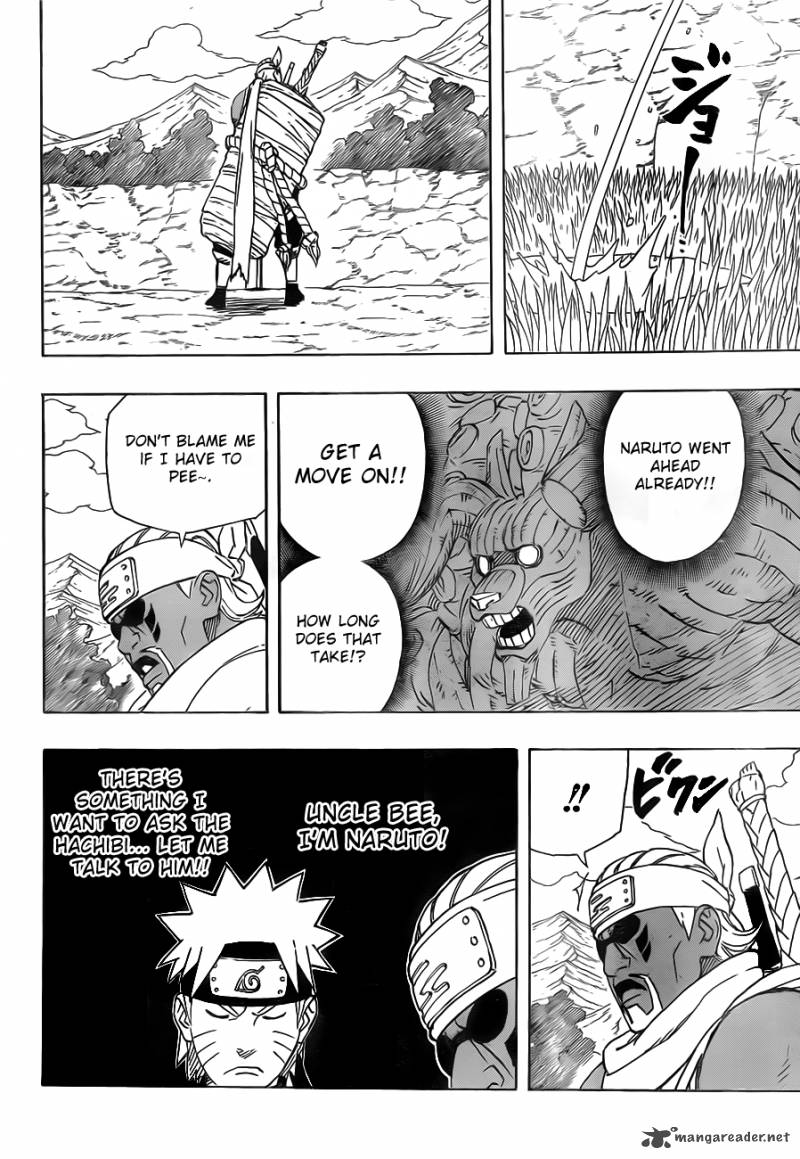 ジョー
NARUTO WENT
AHEAD
ALREADY!!
GET A
MOVE ON!!
HOW LONG
DOES THAT
TAKE!?
DON'T BLAME ME
IF I HAVE TO
PEE~.
ビクン
!!
UNCLE BEE,
I'M NARUTO!
THERE'S
SOMETHING I
WANT TO ASK THE
HACHIBI... LET ME
TALK TO HIM!!
mangareader.net